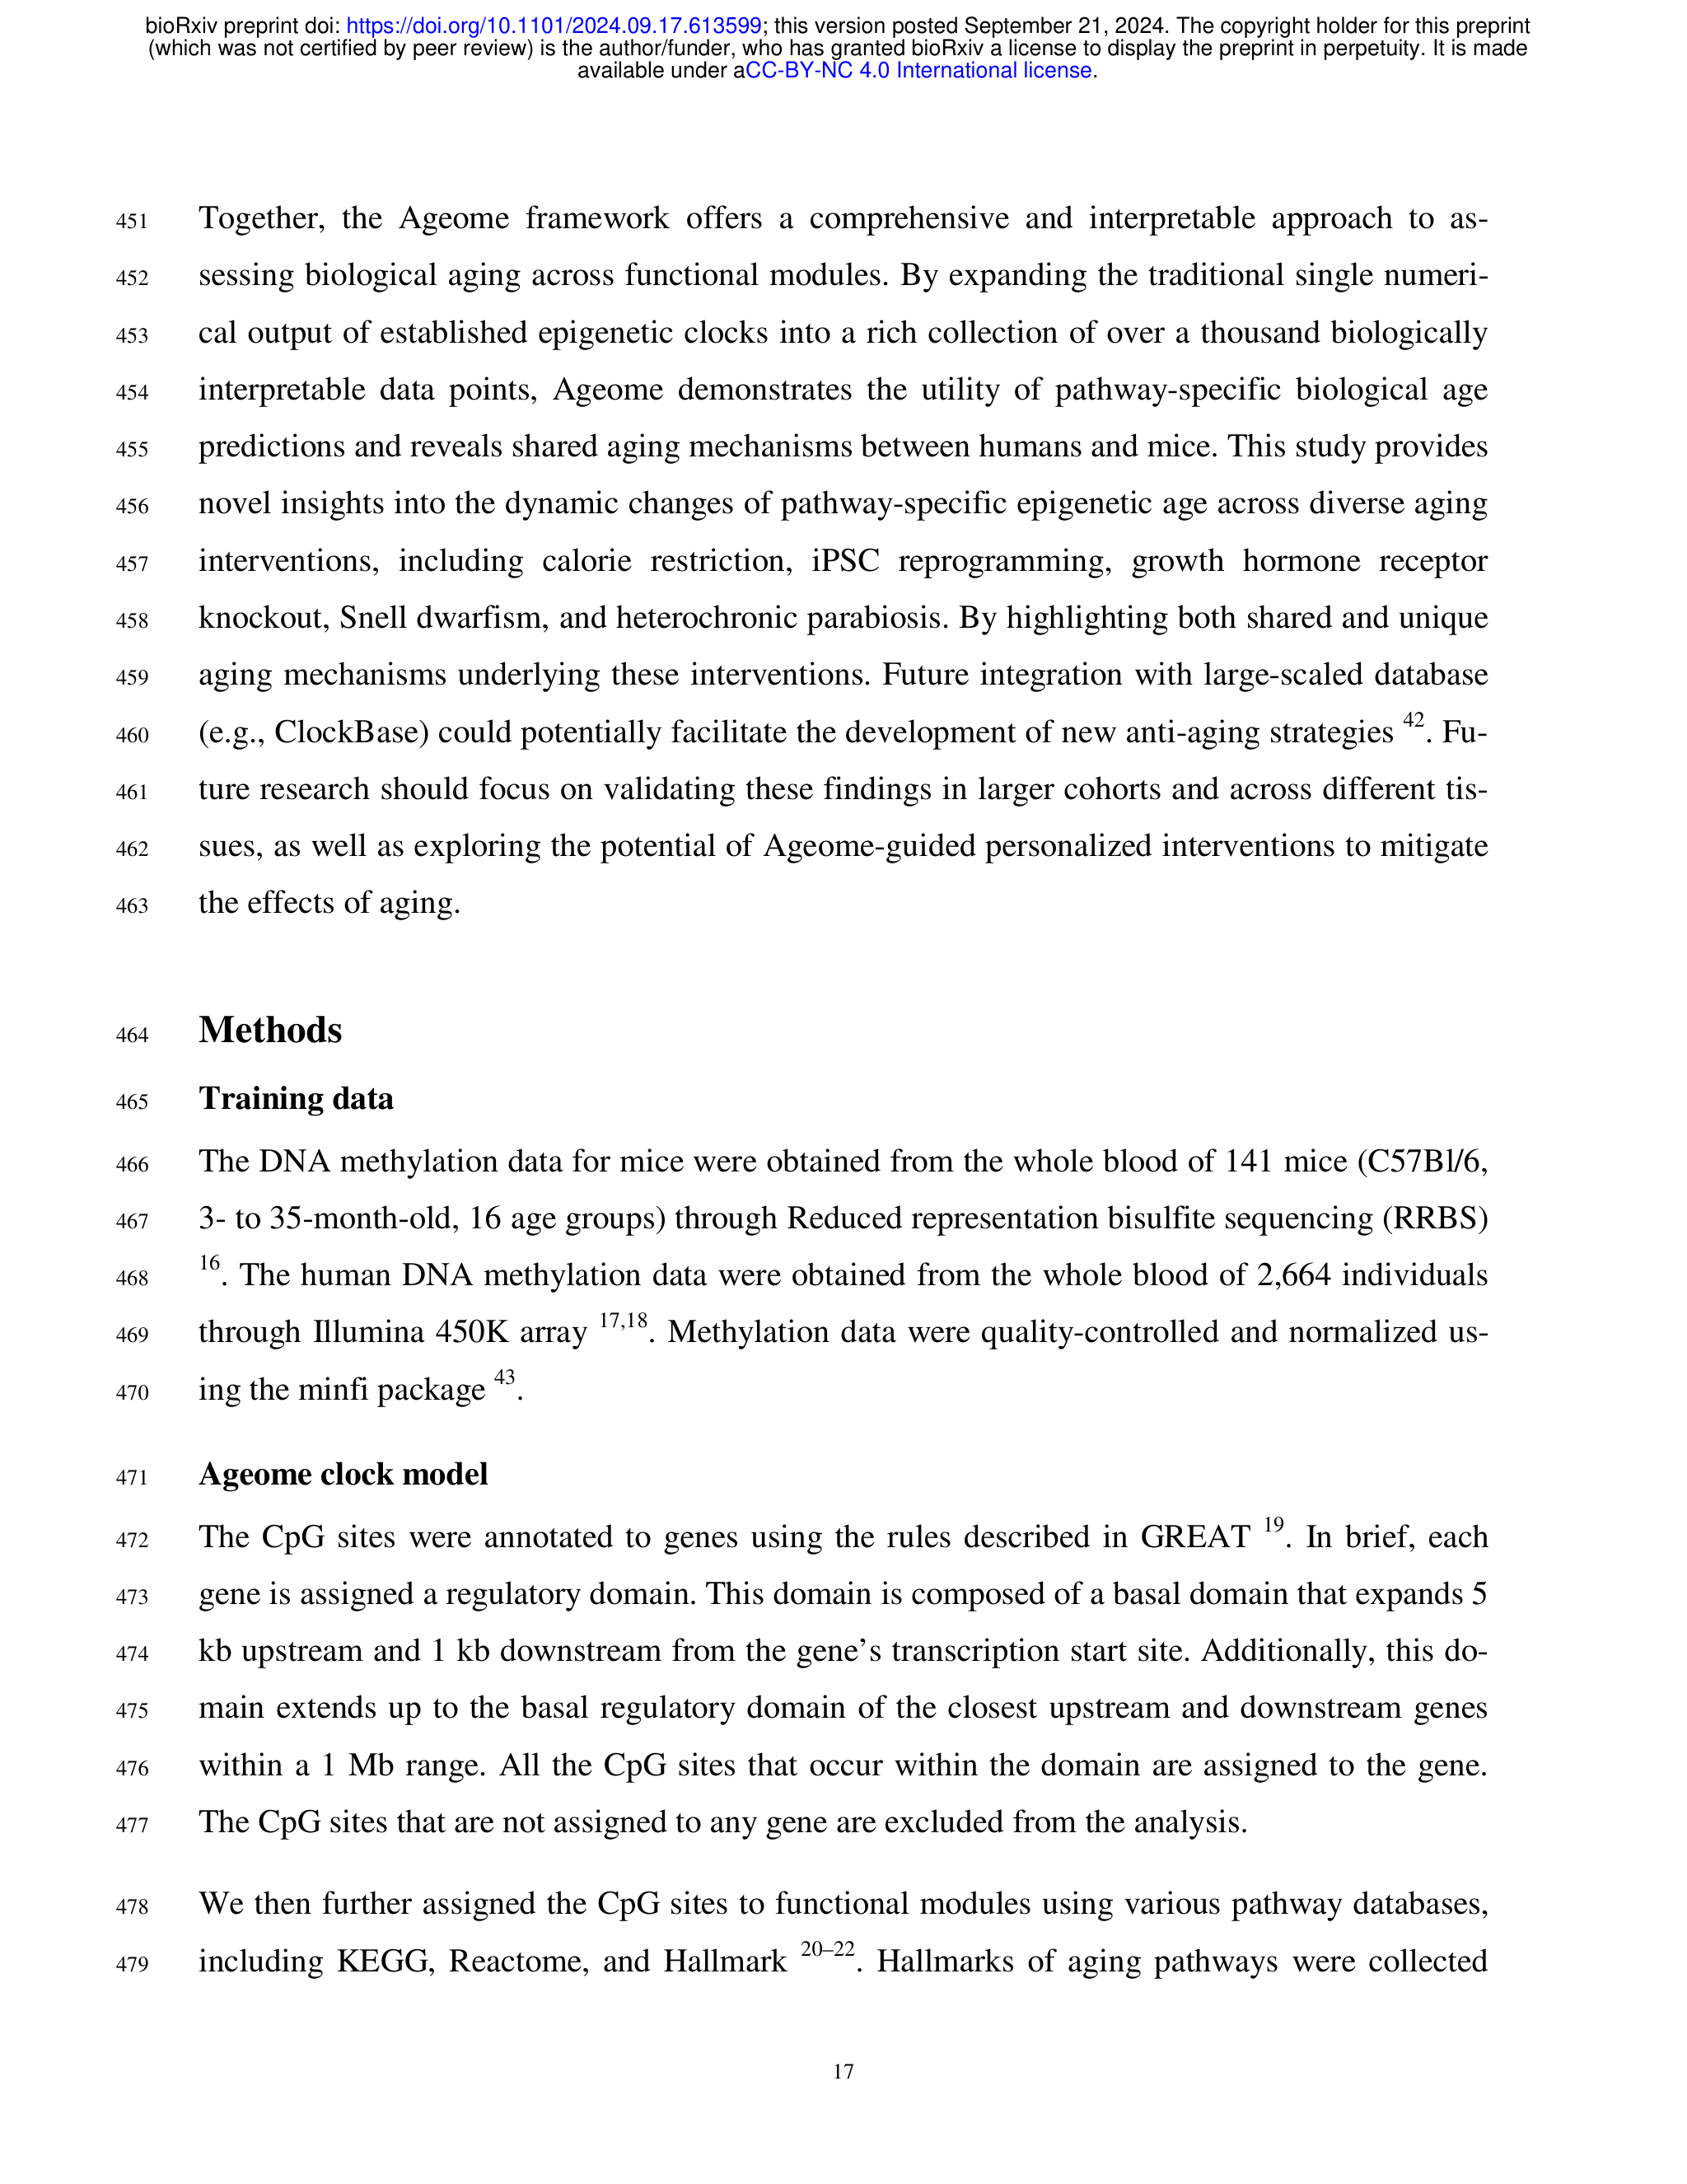 bioRxiv preprint doi: https://doi.org/10.1101/2024.09.17.613599; this version posted September 21, 2024. The copyright holder for this preprint
(which was not certified by peer review) is the author/funder, who has granted bioRxiv a license to display the preprint in perpetuity. It is made
available under aCC-BY-NC 4.0 International license.
451 Together, the Ageome framework offers a comprehensive and interpretable approach to as-
452 sessing biological aging across functional modules. By expanding the traditional single numeri-
453 cal output of established epigenetic clocks into a rich collection of over a thousand biologically
454 interpretable data points, Ageome demonstrates the utility of pathway-specific biological age
455 predictions and reveals shared aging mechanisms between humans and mice. This study provides
456 novel insights into the dynamic changes of pathway-specific epigenetic age across diverse aging
457 interventions, including calorie restriction, iPSC reprogramming, growth hormone receptor
458 knockout, Snell dwarfism, and heterochronic parabiosis. By highlighting both shared and unique
459 aging mechanisms underlying these interventions. Future integration with large-scaled database
460 (e.g., ClockBase) could potentially facilitate the development of new anti-aging strategies 42. Fu-
461 ture research should focus on validating these findings in larger cohorts and across different tis-
462 sues, as well as exploring the potential of Ageome-guided personalized interventions to mitigate
463 the effects of aging.
464 Methods
465 Training data
466 The DNA methylation data for mice were obtained from the whole blood of 141 mice (C57Bl/6,
467 3- to 35-month-old, 16 age groups) through Reduced representation bisulfite sequencing (RRBS)
468 16. The human DNA methylation data were obtained from the whole blood of 2,664 individuals
469 through Illumina 450K array 17,18. Methylation data were quality-controlled and normalized us-
470 ing the minfi package 43.
471 Ageome clock model
472 The CpG sites were annotated to genes using the rules described in GREAT 19. In brief, each
473 gene is assigned a regulatory domain. This domain is composed of a basal domain that expands 5
474 kb upstream and 1 kb downstream from the gene's transcription start site. Additionally, this do-
475 main extends up to the basal regulatory domain of the closest upstream and downstream genes
476 within a 1 Mb range. All the CpG sites that occur within the domain are assigned to the gene.
477 The CpG sites that are not assigned to any gene are excluded from the analysis.
478 We then further assigned the CpG sites to functional modules using various pathway databases,
479 including KEGG, Reactome, and Hallmark 20–22. Hallmarks of aging pathways were collected
17